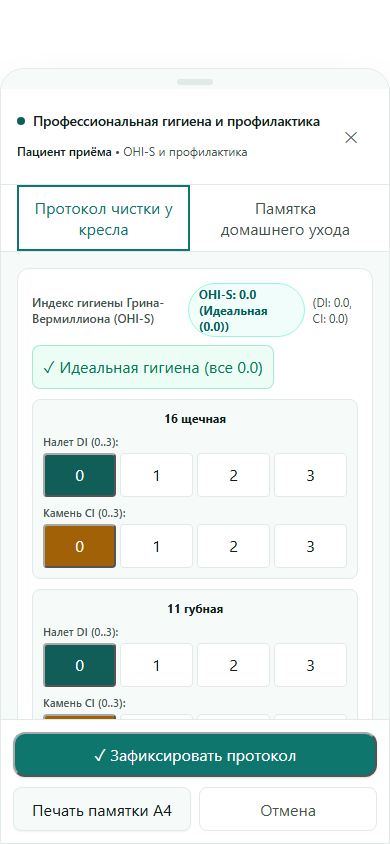 Профессиональная гигиена и профилактика
Пациент приёма • OHI-S и профилактика
Протокол чистки у
кресла
Памятка
домашнего ухода
Индекс гигиены Грина-
Вермиллиона (OHI-S)
OHI-S: 0.0
(Идеальная
(0.0))
(DI: 0.0,
CI: 0.0)
✓ Идеальная гигиена (все 0.0)
16 щечная
Налет DI (0..3):
0 1 2 3
Камень CI (0..3):
0 1 2 3
11 губная
Налет DI (0..3):
0 1 2 3
Камень CI (0..3):
✓ Зафиксировать протокол
Печать памятки А4 Отмена